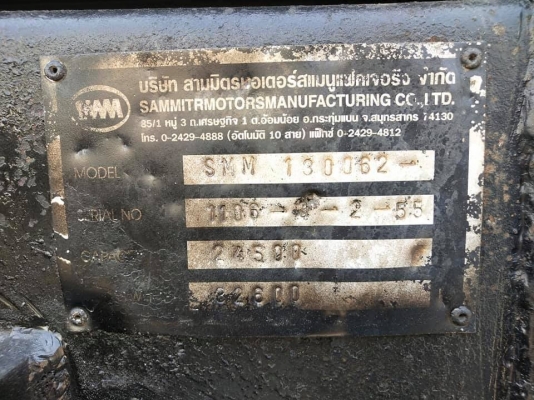 SMM
บริษัท สามมิตรมอเตอร์สแมนูแฟคเจอริง จำกัด
SAMMITRMOTORSMANUFACTURING CO.,LTD.
85/1 หมู่ 3 ถ.เศรษฐกิจ 1 ต.อ้อมน้อย อ.กระทุ่มแบน จ.สมุทรสาคร 74130
โทร. 0-2429-4888 (อัตโนมัติ 10 สาย) แฟ็กซ์ 0-2429-4812
MODEL SMM 130062-
SERIAL NO 2-55
24500
32600